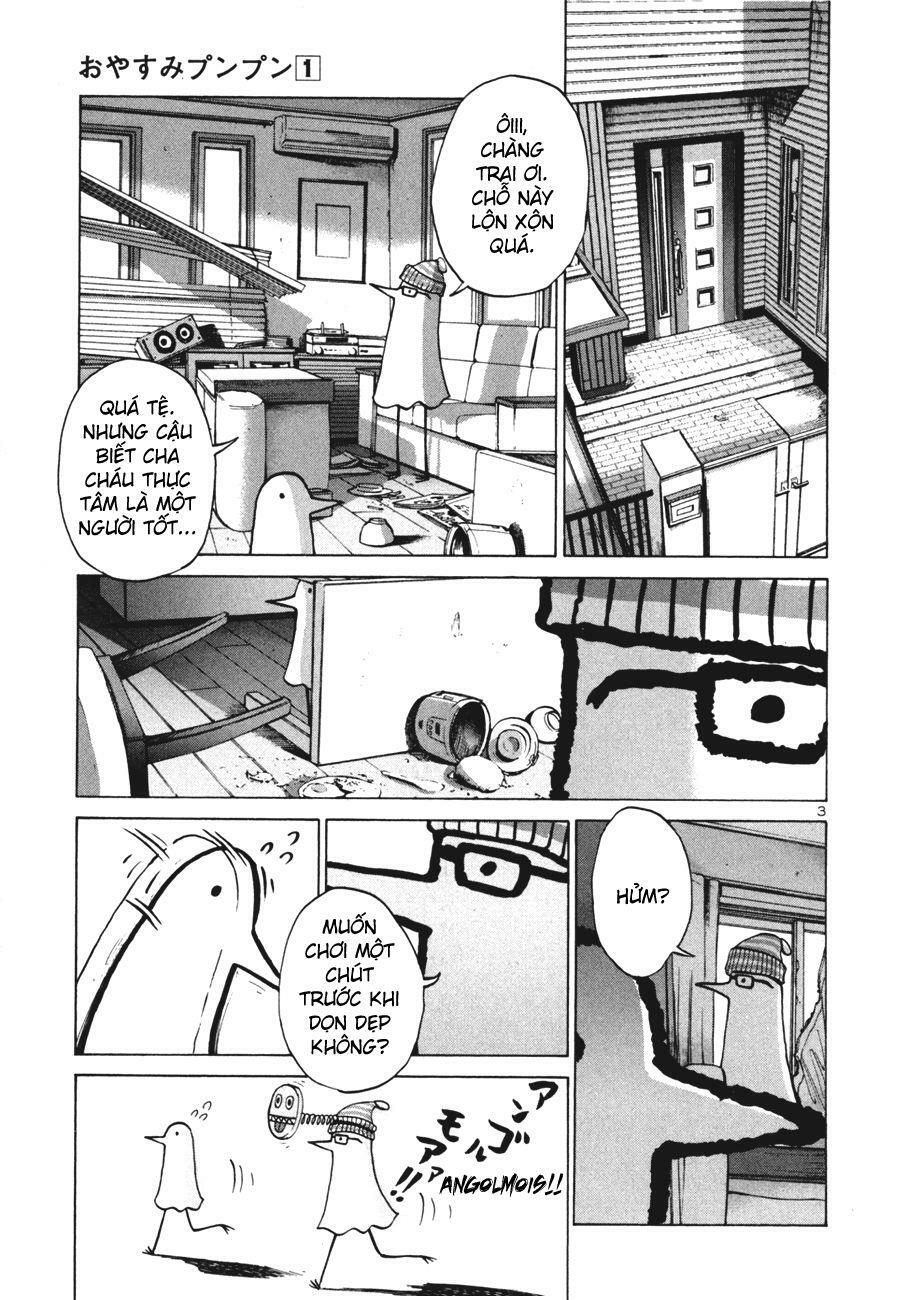 おやすみプンプン1
ÔIII,
CHÀNG
TRAI ƠI.
CHỖ NÀY
LỘN XỘN
QUÁ.
QUÁ TỆ.
NHƯNG CẬU
BIẾT CHA
CHÁU THỰC
TÂM LÀ MỘT
NGƯỜI TỐT...
3
HỬM?
MUỐN
CHƠI MỘT
CHÚT
TRƯỚC KHI
DỌN DẸP
KHÔNG?
アンゴルモアアア!!
ANGOLMOIS!!